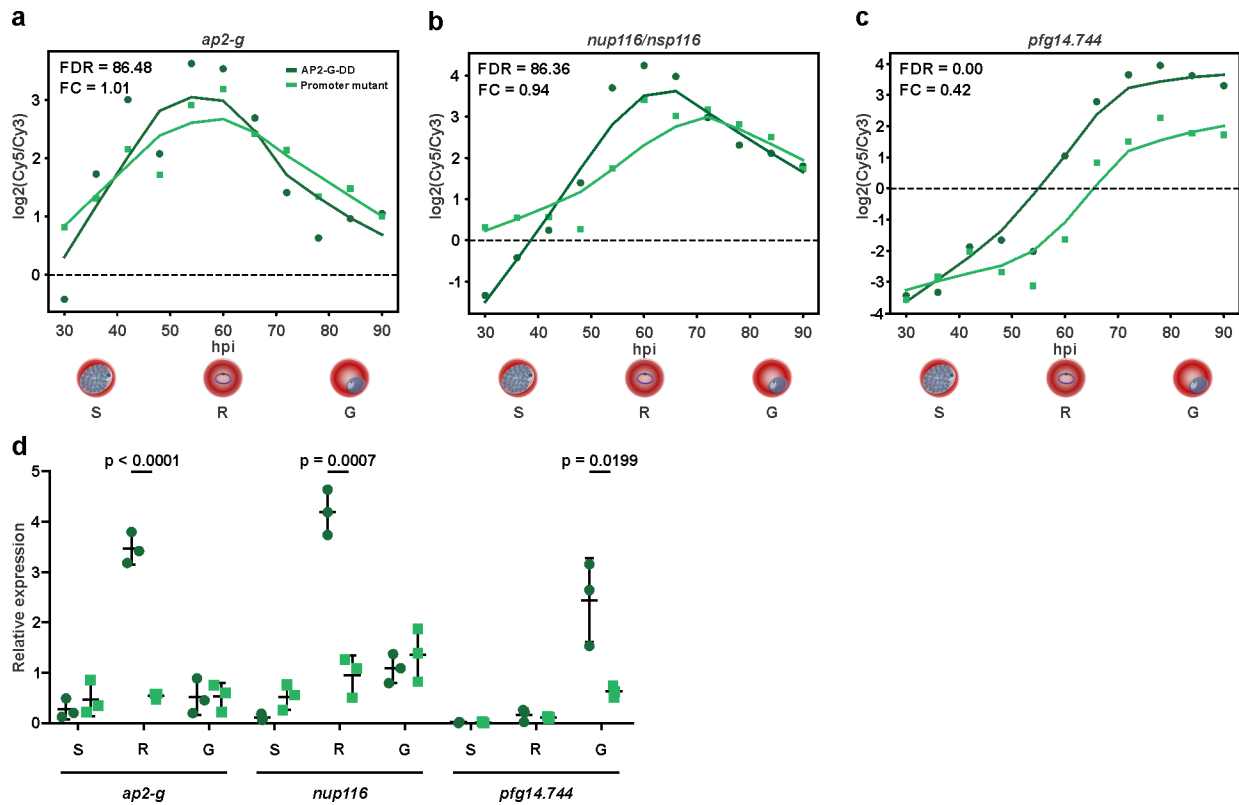 a
ap2-g
FDR = 86.48
FC = 1.01
AP2-G-DD
Promoter mutant
log2(Cy5/Cy3)
3
2
1
0
30 40 50 60 70 80 90
hpi
S R G
b
nup116/nsp116
FDR = 86.36
FC = 0.94
log2(Cy5/Cy3)
4
3
2
1
0
-1
30 40 50 60 70 80 90
hpi
S R G
c
pfg14.744
FDR = 0.00
FC = 0.42
log2(Cy5/Cy3)
4
3
2
1
0
-1
-2
-3
-4
30 40 50 60 70 80 90
hpi
S R G
d
p < 0.0001 p = 0.0007 p = 0.0199
Relative expression
5
4
3
2
1
0
S R G S R G S R G
ap2-g nup116 pfg14.744